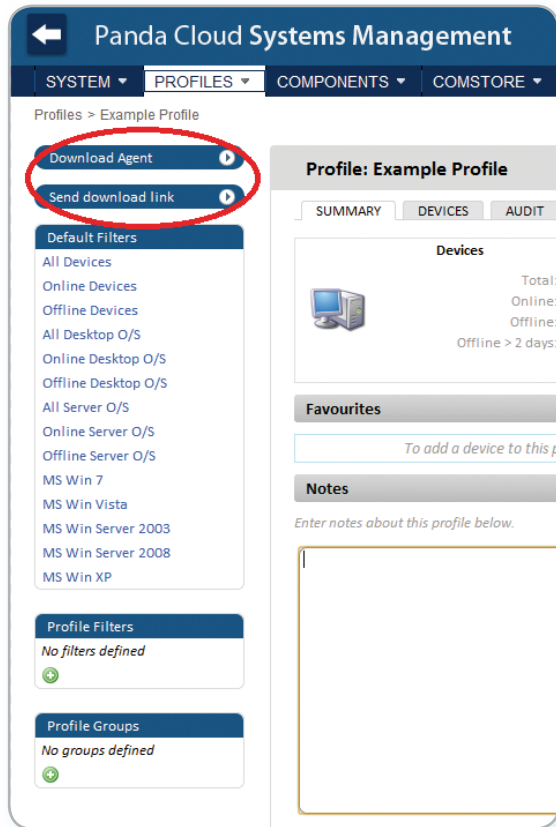 Panda Cloud Systems Management
SYSTEM PROFILES COMPONENTS COMSTORE
Profiles > Example Profile
Download Agent
Send download link
Default Filters
All Devices
Online Devices
Offline Devices
All Desktop O/S
Online Desktop O/S
Offline Desktop O/S
All Server O/S
Online Server O/S
Offline Server O/S
MS Win 7
MS Win Vista
MS Win Server 2003
MS Win Server 2008
MS Win XP
Profile Filters
No filters defined
Profile Groups
No groups defined
Profile: Example Profile
SUMMARY DEVICES AUDIT
Devices
Total:
Online:
Offline:
Offline > 2 days:
Favourites
To add a device to this p
Notes
Enter notes about this profile below.